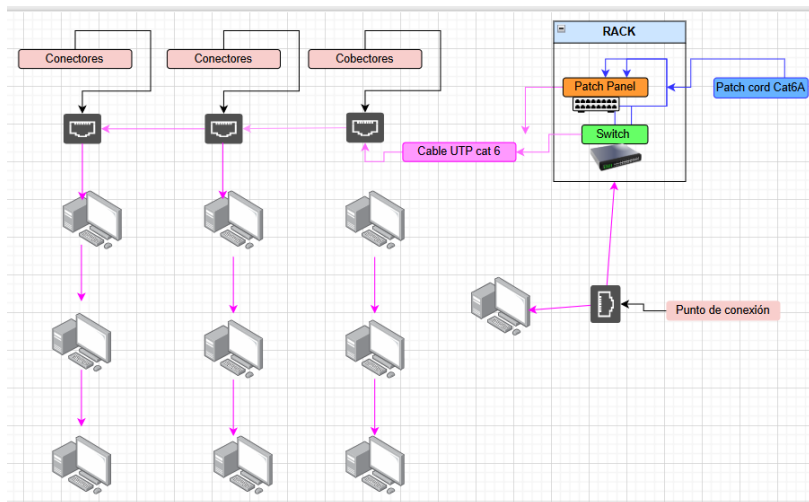 RACK
Conectores
Conectores
Cobectores
Patch Panel
Patch cord Cat6A
Switch
Cable UTP cat 6
Punto de conexión